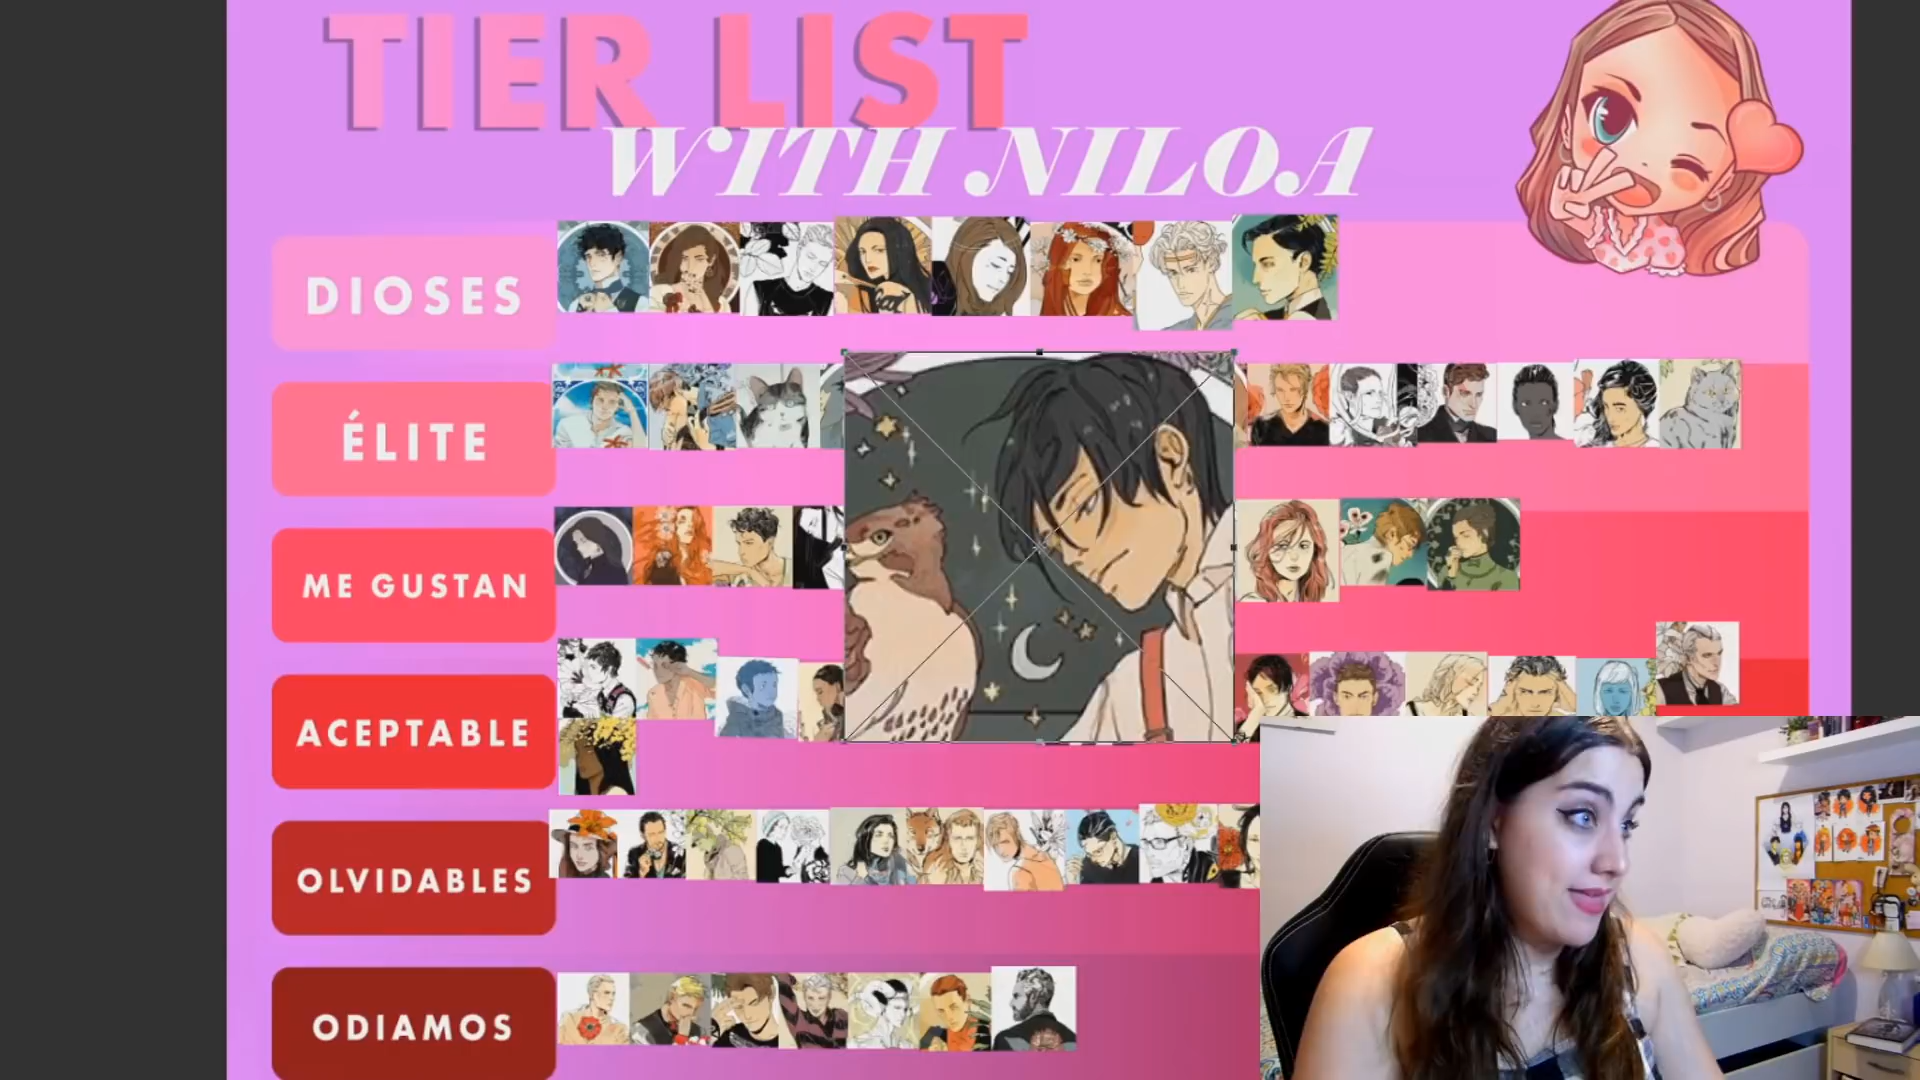 TIER LIST
WITH NILOA
DIOSES
ÉLITE
ME GUSTAN
ACEPTABLE
OLVIDABLES
ODIAMOS